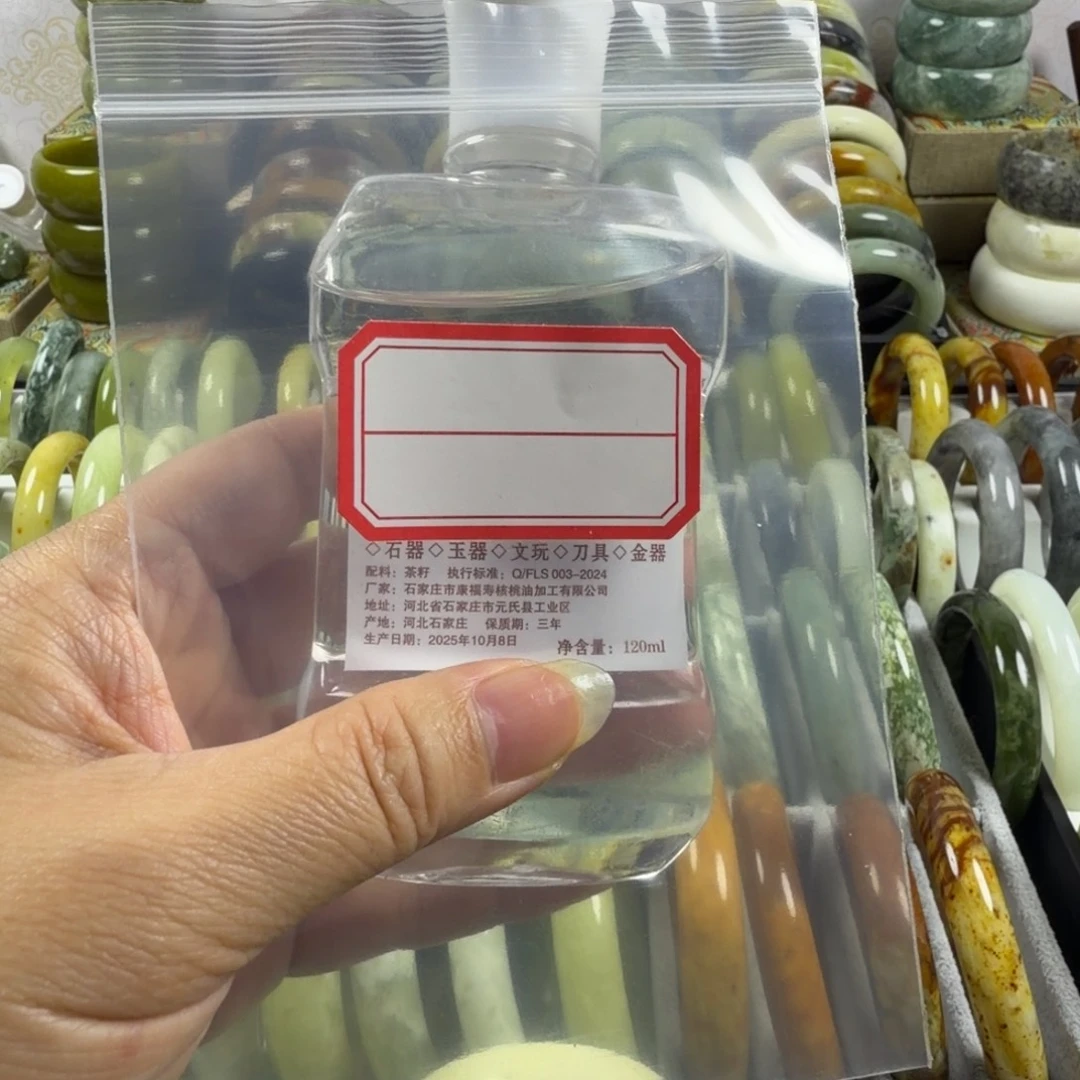 ◇石器◇玉器◇文玩◇刀具◇金器
配料：茶籽 执行标准：Q/FLS 003-2024
厂家：石家庄市康福寿核桃油加工有限公司
地址：河北省石家庄市元氏县工业区
产地：河北石家庄 保质期：三年
生产日期：2025年10月8日 净含量：120ml